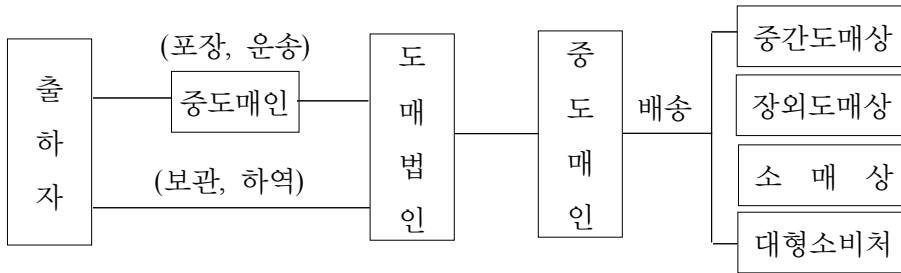 출하자
(포장, 운송)
중도매인
(보관, 하역)
도매법인
중도매인
배송
중간도매상
장외도매상
소 매 상
대형소비처